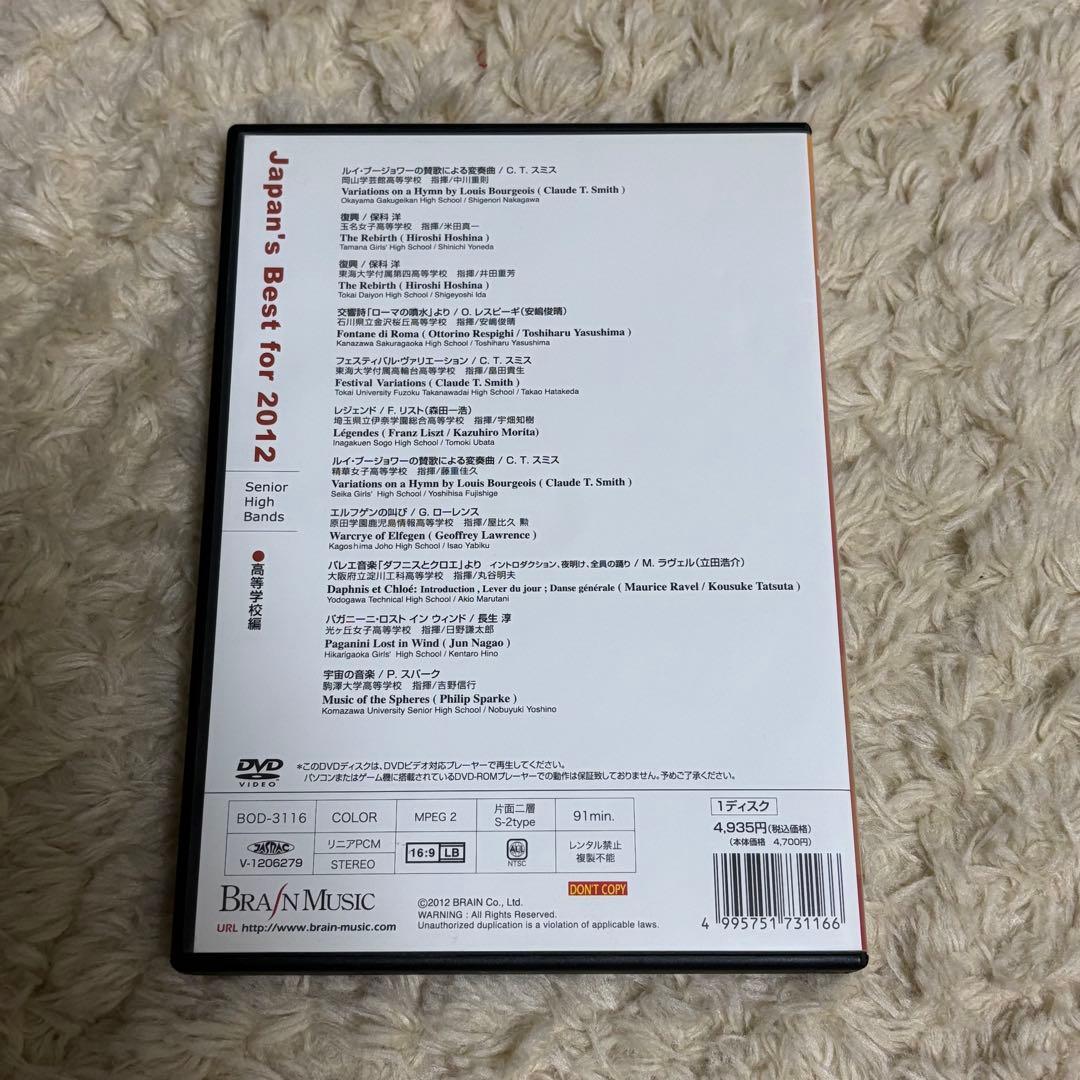 Japan's Best for 2012
Senior
High
Bands
●高等学校編
ルイ・ブージョワーの賛歌による変奏曲 / C. T. スミス
岡山学芸館高等学校 指揮/中川重則
Variations on a Hymn by Louis Bourgeois ( Claude T. Smith )
Okayama Gakugeikan High School / Shigenori Nakagawa
復興 / 保科 洋
玉名女子高等学校 指揮/米田真一
The Rebirth ( Hiroshi Hoshina )
Tamana Girls' High School / Shinichi Yoneda
復興 / 保科 洋
東海大学付属第四高等学校 指揮/井田重芳
The Rebirth ( Hiroshi Hoshina )
Tokai Daiyon High School / Shigeyoshi Ida
交響詩「ローマの噴水」より / O. レスピーギ(安嶋俊晴)
石川県立金沢桜丘高等学校 指揮/安嶋俊晴
Fontane di Roma ( Ottorino Respighi / Toshiharu Yasushima )
Kanazawa Sakuragaoka High School / Toshiharu Yasushima
フェスティバル・ヴァリエーション / C. T. スミス
東海大学付属高輪台高等学校 指揮/畠田貴生
Festival Variations ( Claude T. Smith )
Tokai University Fuzoku Takanawadai High School / Takao Hatakeda
レジェンド / F. リスト(森田一浩)
埼玉県立伊奈学園総合高等学校 指揮/宇畑知樹
Légendes ( Franz Liszt / Kazuhiro Morita)
Inagakuen Sogo High School / Tomoki Ubata
ルイ・ブージョワーの賛歌による変奏曲 / C. T. スミス
精華女子高等学校 指揮/藤重佳久
Variations on a Hymn by Louis Bourgeois ( Claude T. Smith )
Seika Girls' High School / Yoshihisa Fujishige
エルフゲンの叫び / G. ローレンス
原田学園鹿児島情報高等学校 指揮/屋比久 勲
Warcrye of Elfegen ( Geoffrey Lawrence )
Kagoshima Joho High School / Isao Yabiku
バレエ音楽「ダフニスとクロエ」より イントロダクション、夜明け、全員の踊り / M. ラヴェル(立田浩介)
大阪府立淀川工科高等学校 指揮/丸谷明夫
Daphnis et Chloé: Introduction , Lever du jour ; Danse générale ( Maurice Ravel / Kousuke Tatsuta )
Yodogawa Technical High School / Akio Marutani
パガニーニ・ロスト イン ウィンド / 長生 淳
光ヶ丘女子高等学校 指揮/日野謙太郎
Paganini Lost in Wind ( Jun Nagao )
Hikarigaoka Girls' High School / Kentaro Hino
宇宙の音楽 / P. スパーク
駒澤大学高等学校 指揮/吉野信行
Music of the Spheres ( Philip Sparke )
Komazawa University Senior High School / Nobuyuki Yoshino
DVD
VIDEO
*このDVDディスクは、DVDビデオ対応プレーヤーで再生してください。
パソコンまたはゲーム機に搭載されているDVD-ROMプレーヤーでの動作は保証致しておりません。予めご了承ください。
BOD-3116 COLOR MPEG 2 片面二層 S-2type 91min.
JASRAC
V-1206279
リニアPCM
STEREO
16:9 LB
ALL
NTSC
レンタル禁止
複製不能
1ディスク
4,935円(税込価格)
(本体価格 4,700円)
DON'T COPY
BRAIN MUSIC
URL http://www.brain-music.com
©2012 BRAIN Co., Ltd.
WARNING : All Rights Reserved.
Unauthorized duplication is a violation of applicable laws.
4 995751 731166